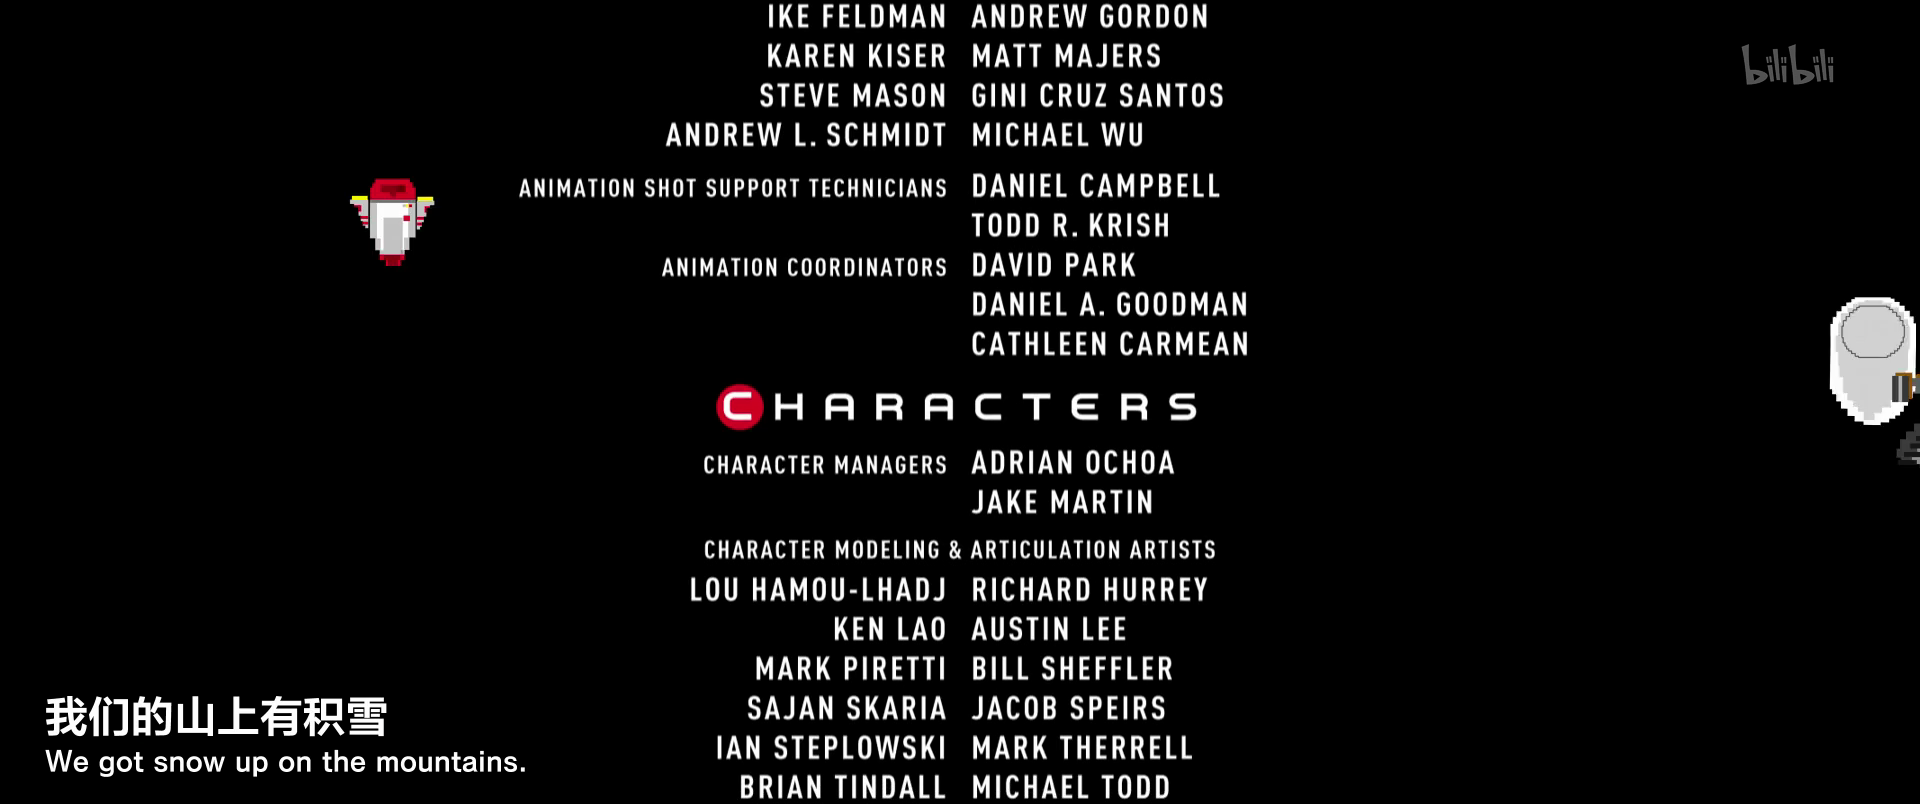 IKE FELDMAN ANDREW GORDON
bilibili
KAREN KISER MATT MAJERS
STEVE MASON GINI CRUZ SANTOS
ANDREW L. SCHMIDT MICHAEL WU
ANIMATION SHOT SUPPORT TECHNICIANS DANIEL CAMPBELL
TODD R. KRISH
ANIMATION COORDINATORS DAVID PARK
DANIEL A. GOODMAN
CATHLEEN CARMEAN
CHARACTERS
CHARACTER MANAGERS ADRIAN OCHOA
JAKE MARTIN
CHARACTER MODELING & ARTICULATION ARTISTS
LOU HAMOU-LHADJ RICHARD HURREY
KEN LAO AUSTIN LEE
MARK PIRETTI BILL SHEFFLER
SAJAN SKARIA JACOB SPEIRS
IAN STEPLOWSKI MARK THERRELL
BRIAN TINDALL MICHAEL TODD
我们的山上有积雪
We got snow up on the mountains.